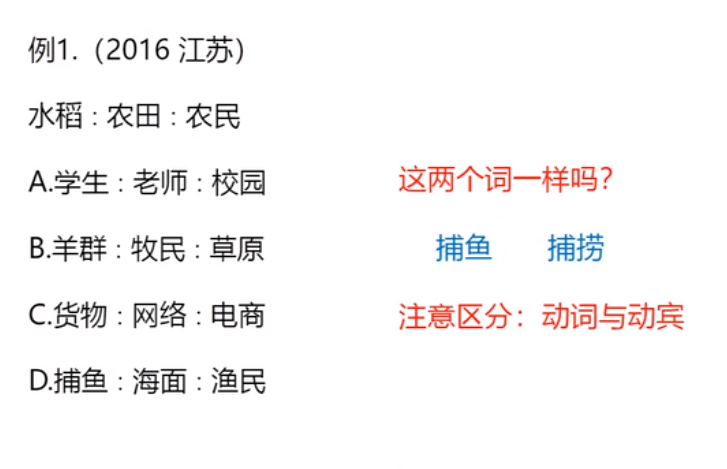 例1.（2016 江苏）
水稻 : 农田 : 农民
A.学生 : 老师 : 校园
这两个词一样吗？
B.羊群 : 牧民 : 草原
捕鱼 捕捞
C.货物 : 网络 : 电商
注意区分：动词与动宾
D.捕鱼 : 海面 : 渔民